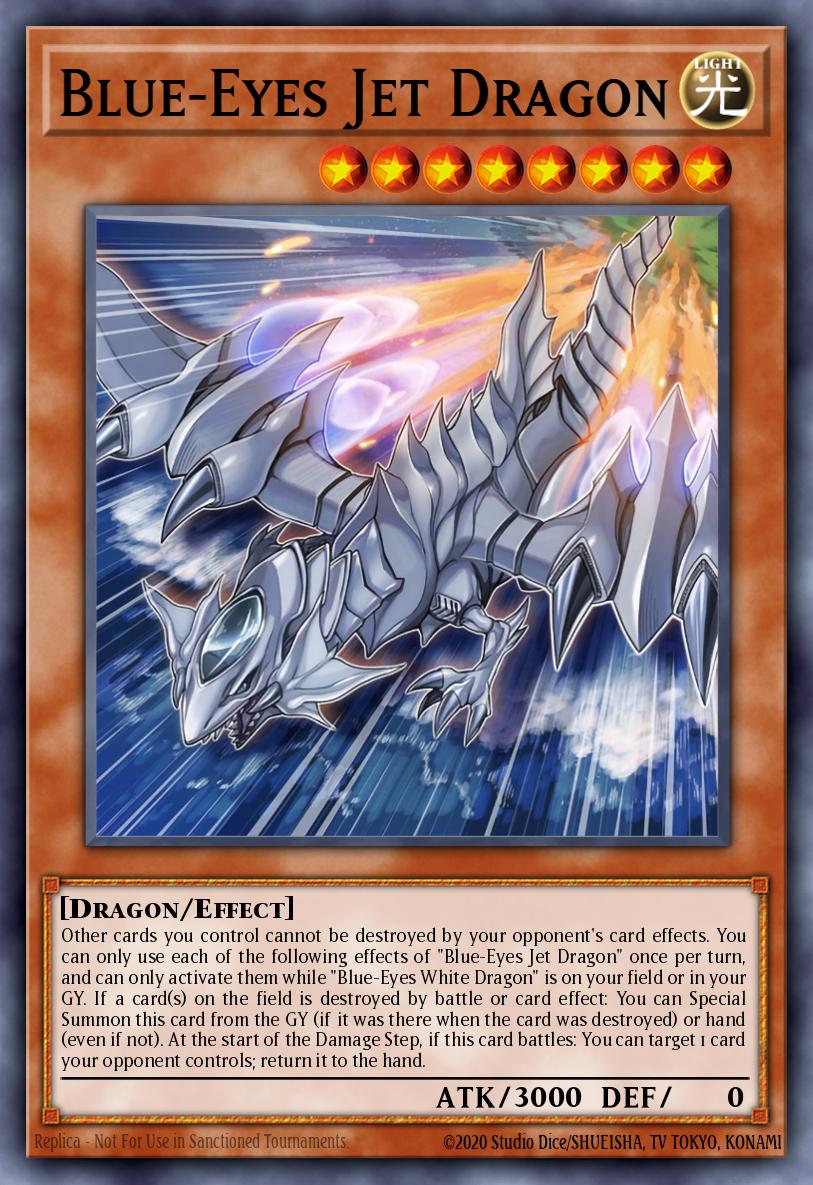 Blue-Eyes Jet Dragon
LIGHT
光
[Dragon/Effect]
Other cards you control cannot be destroyed by your opponent's card effects. You
can only use each of the following effects of "Blue-Eyes Jet Dragon" once per turn,
and can only activate them while "Blue-Eyes White Dragon" is on your field or in your
GY. If a card(s) on the field is destroyed by battle or card effect: You can Special
Summon this card from the GY (if it was there when the card was destroyed) or hand
(even if not). At the start of the Damage Step, if this card battles: You can target 1 card
your opponent controls; return it to the hand.
ATK/3000 DEF/ 0
Replica - Not For Use in Sanctioned Tournaments.
©2020 Studio Dice/SHUEISHA, TV TOKYO, KONAMI